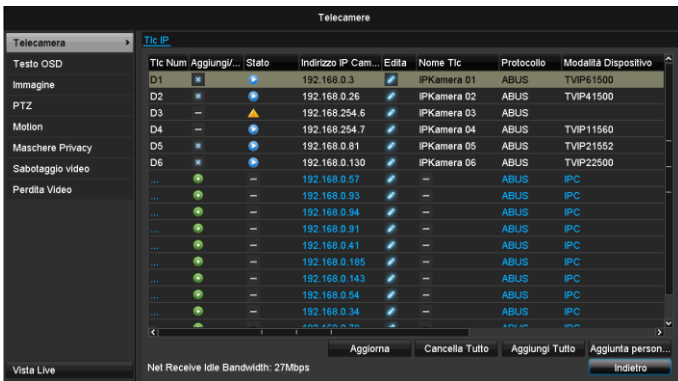 Telecamere
Telecamera >
Testo OSD
Immagine
PTZ
Motion
Maschere Privacy
Sabotaggio video
Perdita Video
Vista Live
Tlc IP
Tlc Num Aggiungi/... Stato Indirizzo IP Cam... Edita Nome Tlc Protocollo Modalità Dispositivo
D1 192.168.0.3 IPKamera 01 ABUS TVIP61500
D2 192.168.0.26 IPKamera 02 ABUS TVIP41500
D3 – 192.168.254.6 IPKamera 03 ABUS
D4 – 192.168.254.7 IPKamera 04 ABUS TVIP11560
D5 192.168.0.81 IPKamera 05 ABUS TVIP21552
D6 192.168.0.130 IPKamera 06 ABUS TVIP22500
... – 192.168.0.57 – ABUS IPC
... – 192.168.0.93 – ABUS IPC
... – 192.168.0.94 – ABUS IPC
... – 192.168.0.91 – ABUS IPC
... – 192.168.0.41 – ABUS IPC
... – 192.168.0.185 – ABUS IPC
... – 192.168.0.143 – ABUS IPC
... – 192.168.0.54 – ABUS IPC
... – 192.168.0.34 – ABUS IPC
Aggiorna Cancella Tutto Aggiungi Tutto Aggiunta person...
Net Receive Idle Bandwidth: 27Mbps
Indietro